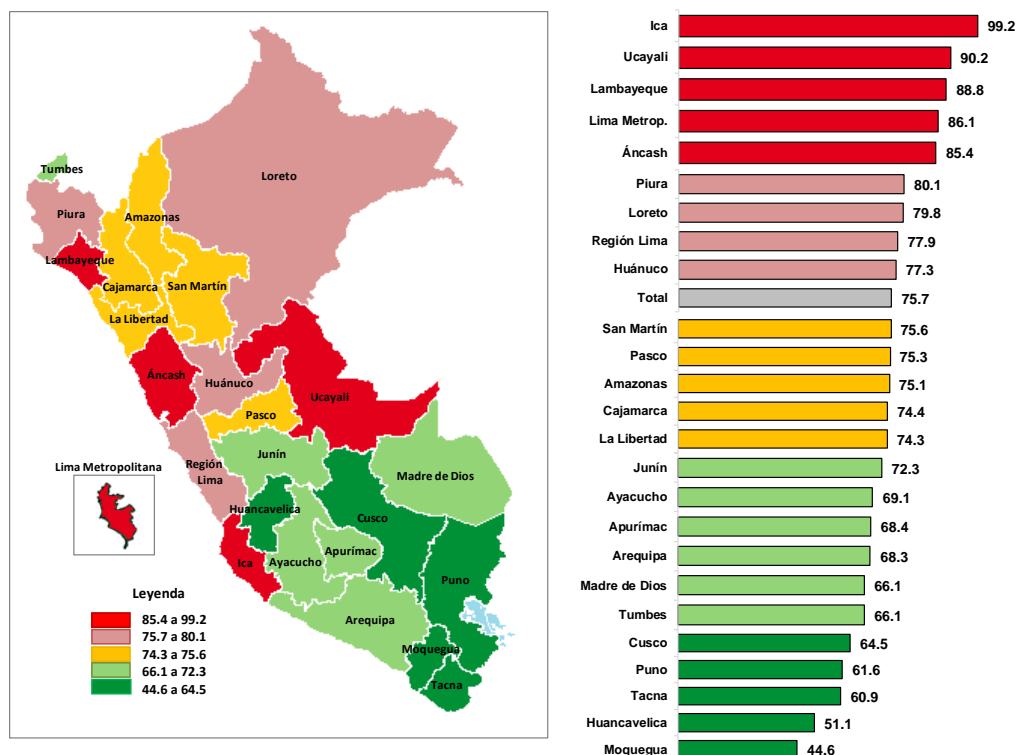 Tumbes
Loreto
Piura
Amazonas
Lambayeque
Cajamarca
San Martín
La Libertad
Áncash
Huánuco
Ucayali
Pasco
Junín
Región
Lima
Madre de Dios
Lima Metropolitana
Huancavelica
Cusco
Ica
Ayacucho
Apurímac
Puno
Arequipa
Moquegua
Tacna
Leyenda
85.4 a 99.2
75.7 a 80.1
74.3 a 75.6
66.1 a 72.3
44.6 a 64.5
Ica 99.2
Ucayali 90.2
Lambayeque 88.8
Lima Metrop. 86.1
Áncash 85.4
Piura 80.1
Loreto 79.8
Región Lima 77.9
Huánuco 77.3
Total 75.7
San Martín 75.6
Pasco 75.3
Amazonas 75.1
Cajamarca 74.4
La Libertad 74.3
Junín 72.3
Ayacucho 69.1
Apurímac 68.4
Arequipa 68.3
Madre de Dios 66.1
Tumbes 66.1
Cusco 64.5
Puno 61.6
Tacna 60.9
Huancavelica 51.1
Moquegua 44.6